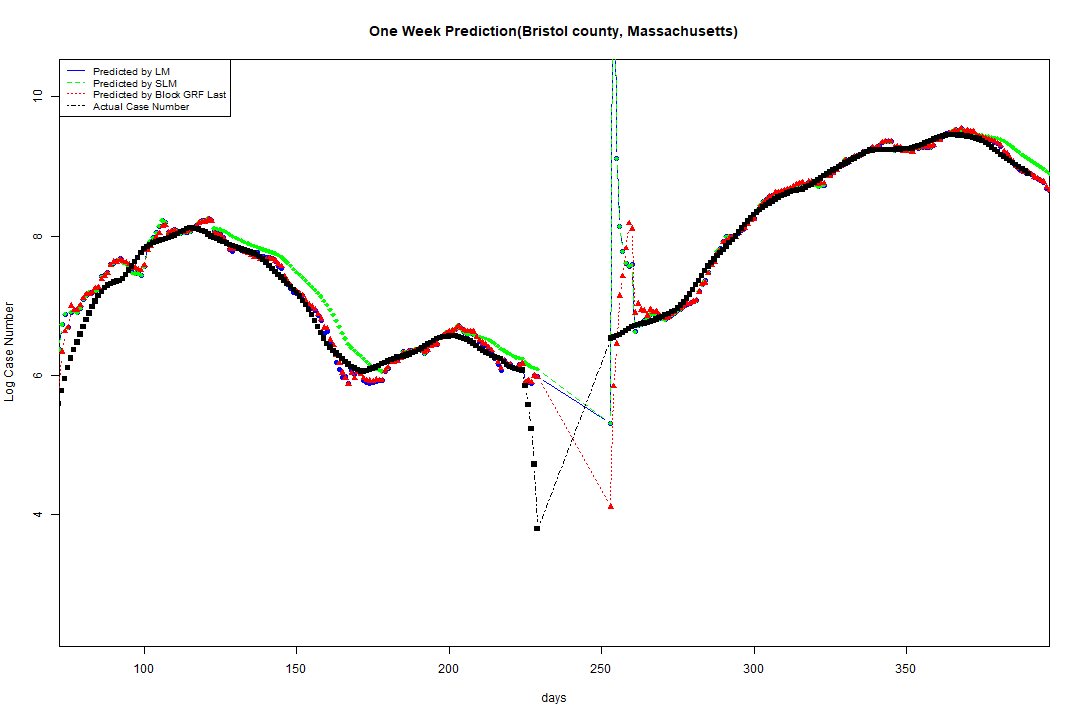 One Week Prediction(Bristol county, Massachusetts)
Predicted by LM
Predicted by SLM
Predicted by Block GRF Last
Actual Case Number
Log Case Number
10
8
6
4
100 150 200 250 300 350
days